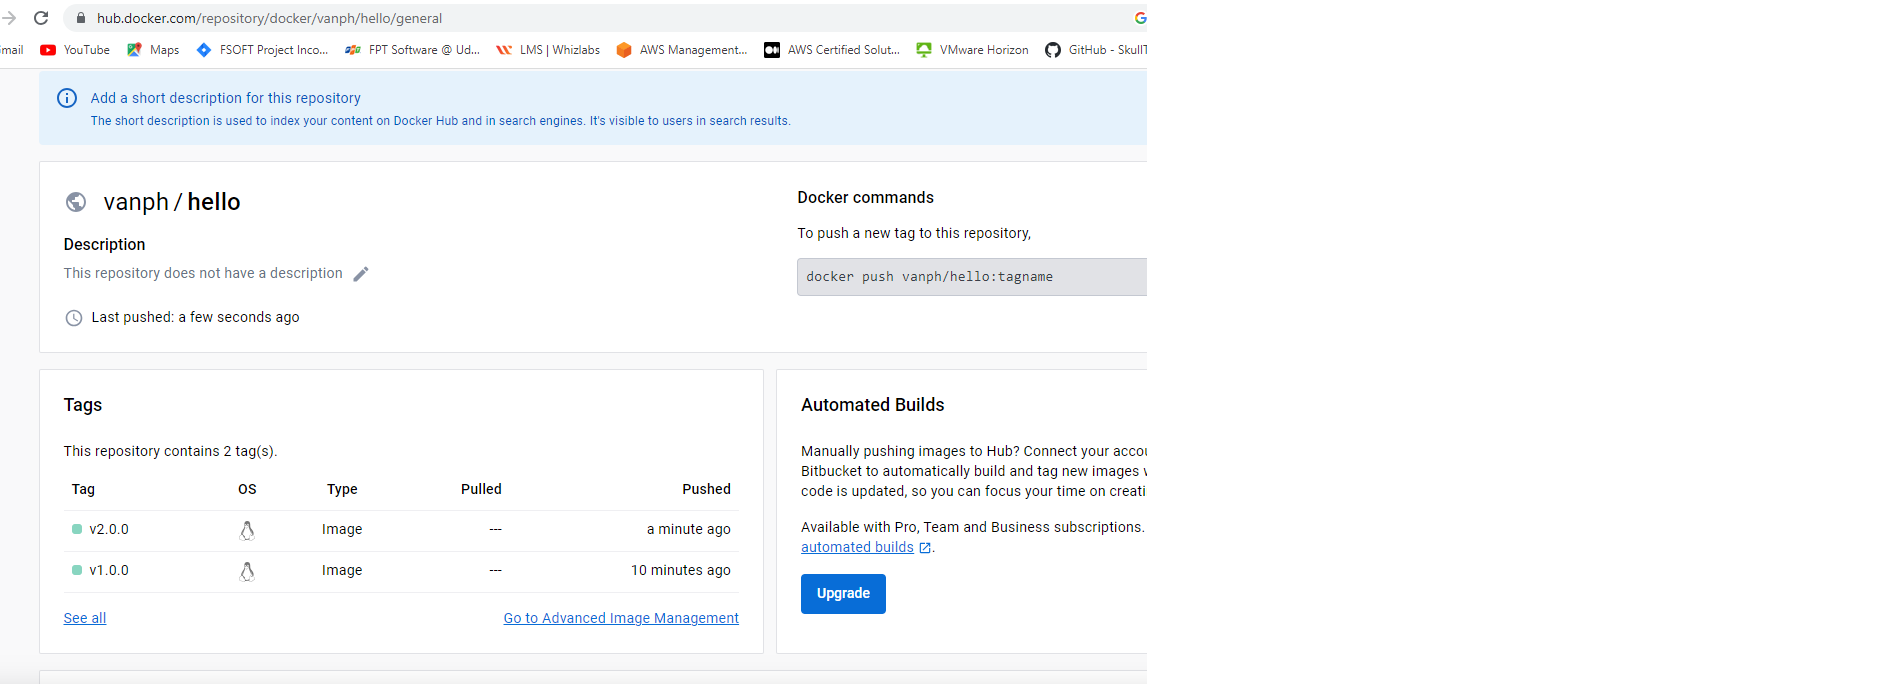 hub.docker.com/repository/docker/vanph/hello/general
mail YouTube Maps FSOFT Project Inco... FPT Software @ Ud... LMS | Whizlabs AWS Management... AWS Certified Solut... VMware Horizon GitHub - Skull
Add a short description for this repository
The short description is used to index your content on Docker Hub and in search engines. It's visible to users in search results.
vanph / hello
Description
This repository does not have a description
Last pushed: a few seconds ago
Docker commands
To push a new tag to this repository,
docker push vanph/hello:tagname
Tags
This repository contains 2 tag(s).
Tag OS Type Pulled Pushed
v2.0.0 Image --- a minute ago
v1.0.0 Image --- 10 minutes ago
See all Go to Advanced Image Management
Automated Builds
Manually pushing images to Hub? Connect your accou
Bitbucket to automatically build and tag new images
code is updated, so you can focus your time on creati
Available with Pro, Team and Business subscriptions.
automated builds .
Upgrade